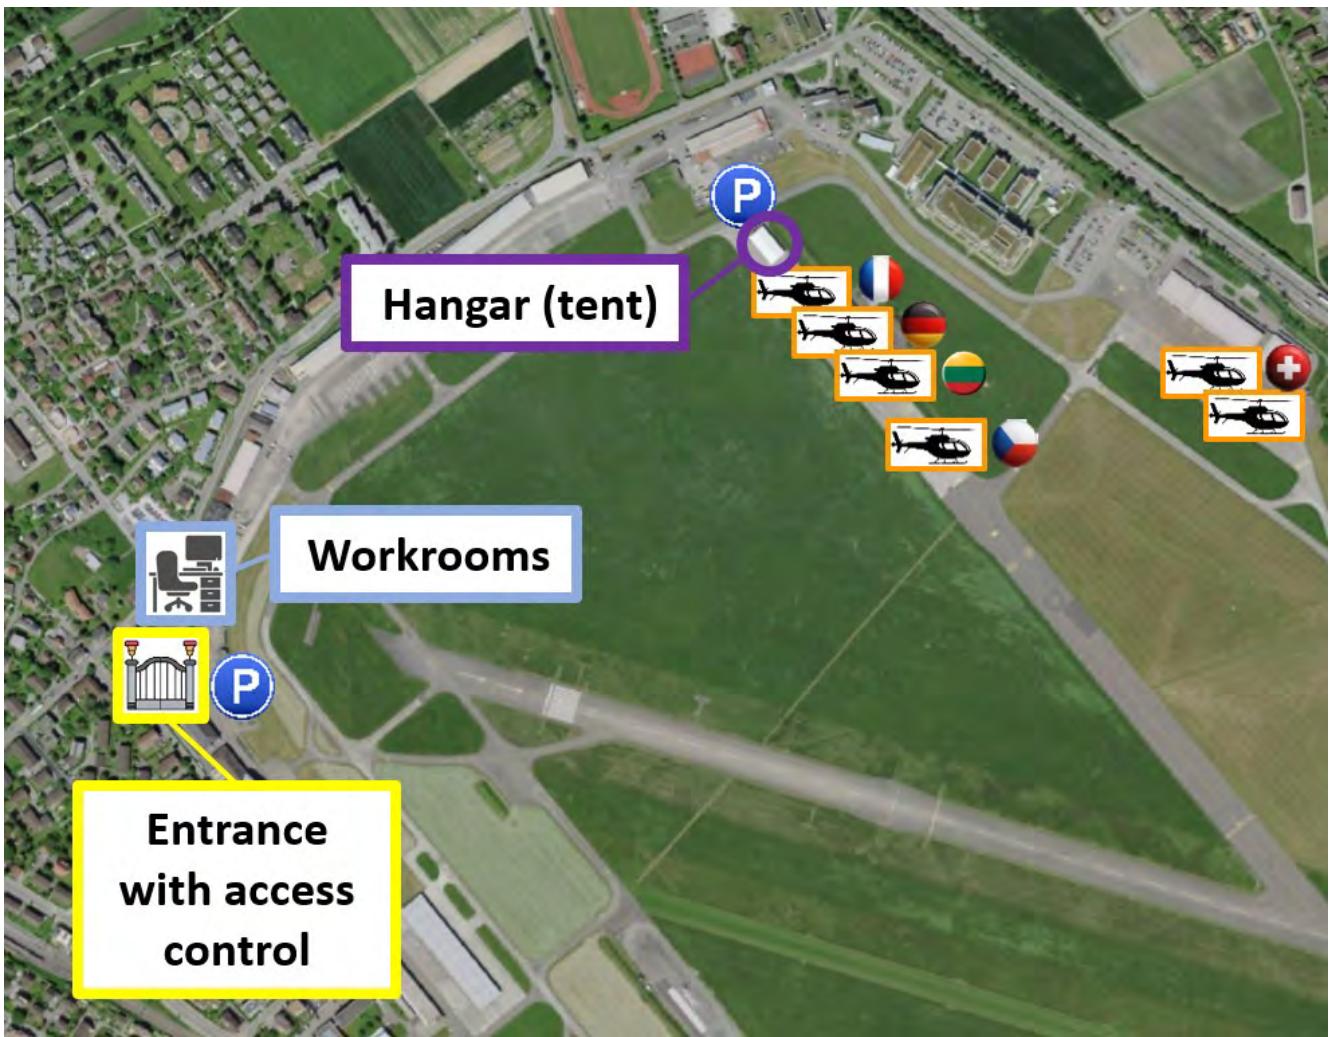 P
Hangar (tent)
Workrooms
P
Entrance
with access
control